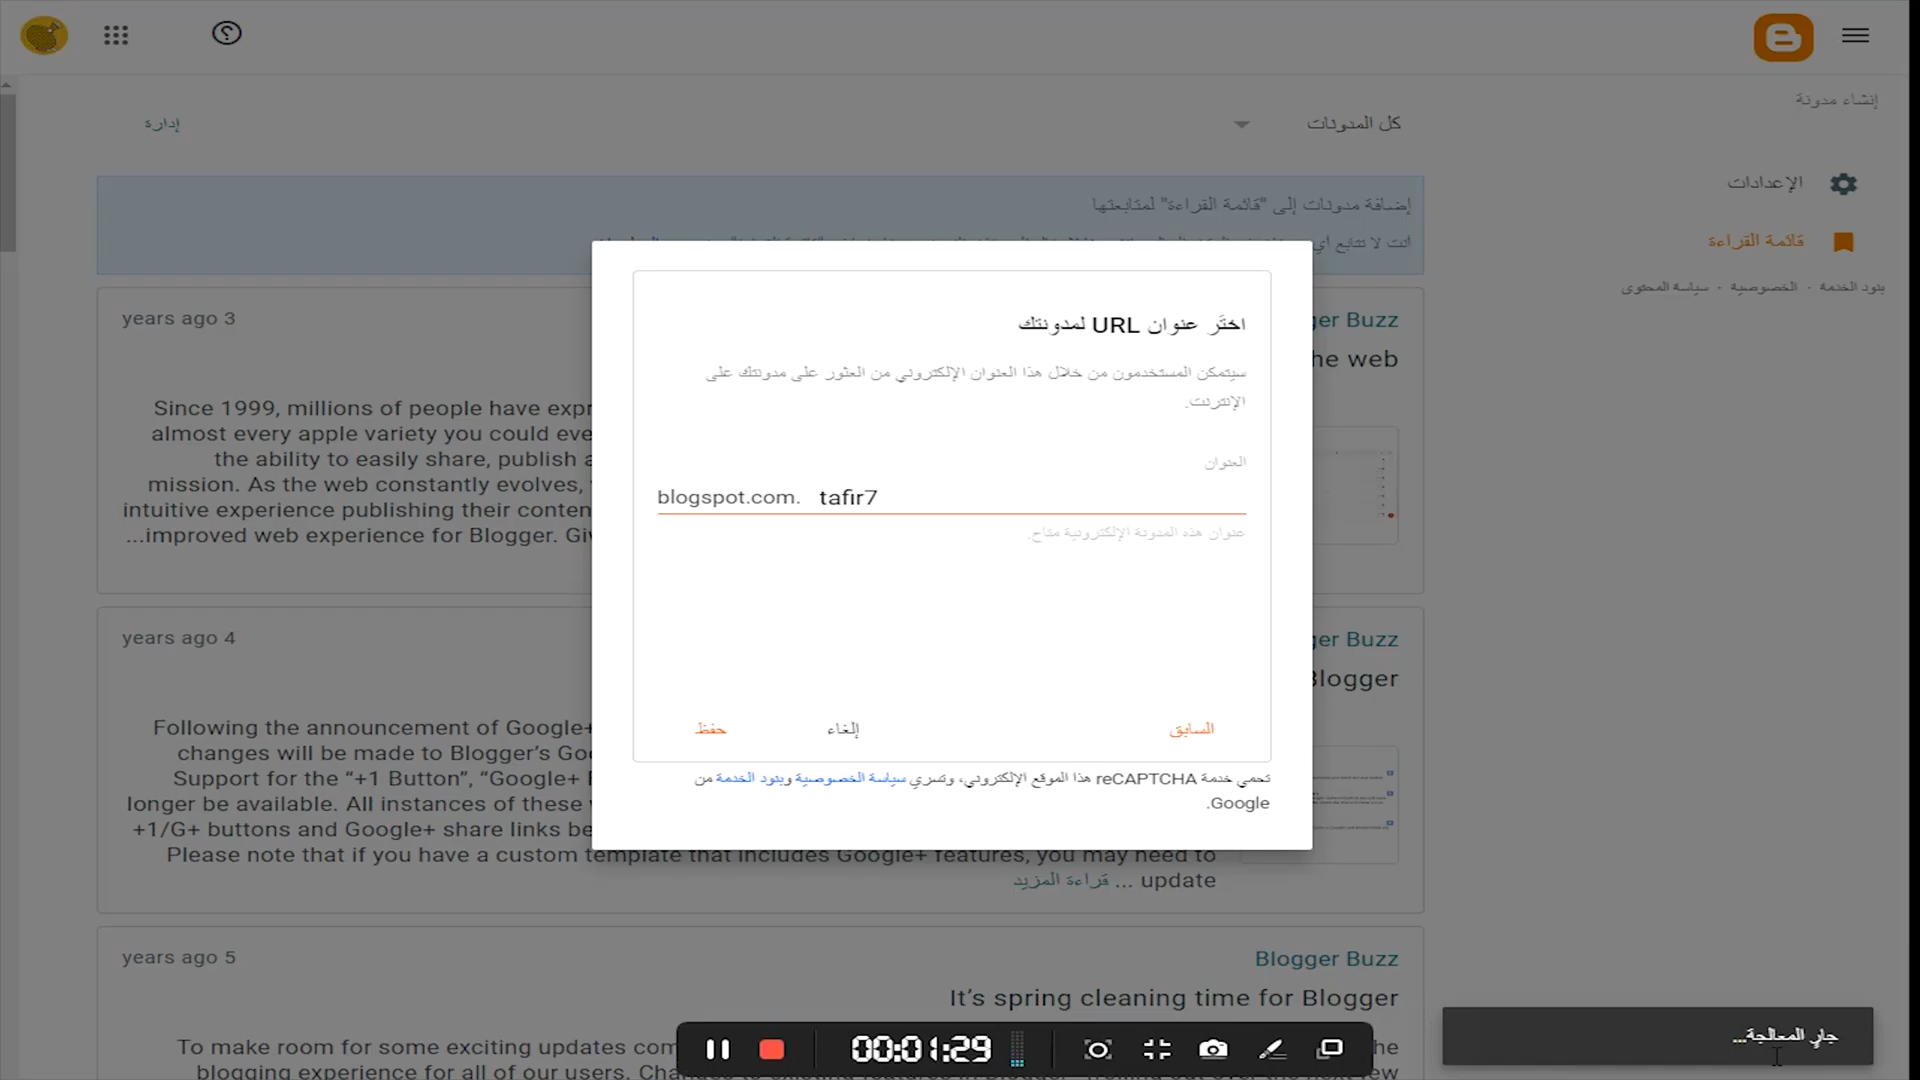 إنشاء مدونة
كل المدونات
إدارة
الإعدادات
قائمة القراءة
بنود الخدمة · الخصوصية · سياسة المحتوى
إضافة مدونات إلى "قائمة القراءة" لمتابعتها
أنت لا تتابع أي
ger Buzz
years ago 3
he web
Since 1999, millions of people have expr
almost every apple variety you could eve
the ability to easily share, publish a
mission. As the web constantly evolves,
intuitive experience publishing their conten
...improved web experience for Blogger. Gi
اختَر عنوان URL لمدونتك
سيتمكن المستخدمون من خلال هذا العنوان الإلكتروني من العثور على مدونتك على
الإنترنت.
العنوان
blogspot.com. tafir7
عنوان هذه المدونة الإلكترونية متاح.
السابق
إلغاء
حفظ
تحمي خدمة reCAPTCHA هذا الموقع الإلكتروني، وتسري سياسة الخصوصية وبنود الخدمة من
Google.
ger Buzz
years ago 4
Blogger
Following the announcement of Google+
changes will be made to Blogger's Go
Support for the "+1 Button", "Google+
longer be available. All instances of these
+1/G+ buttons and Google+ share links be
Please note that if you have a custom template that includes Google+ features, you may need to
update ... قراءة المزيد
Blogger Buzz
years ago 5
It's spring cleaning time for Blogger
To make room for some exciting updates com
he
blogging experience for all of our users.
00:01:29
جارٍ المعالجة...